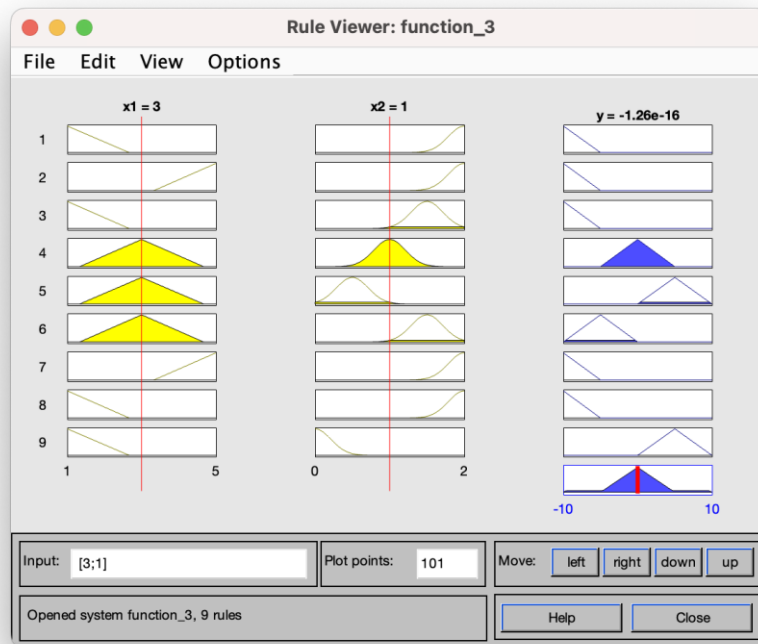 Rule Viewer: function_3
File Edit View Options
x1 = 3 x2 = 1 y = -1.26e-16
1
2
3
4
5
6
7
8
9
1 5 0 2
-10 10
Input: [3;1] Plot points: 101 Move: left right down up
Opened system function_3, 9 rules Help Close